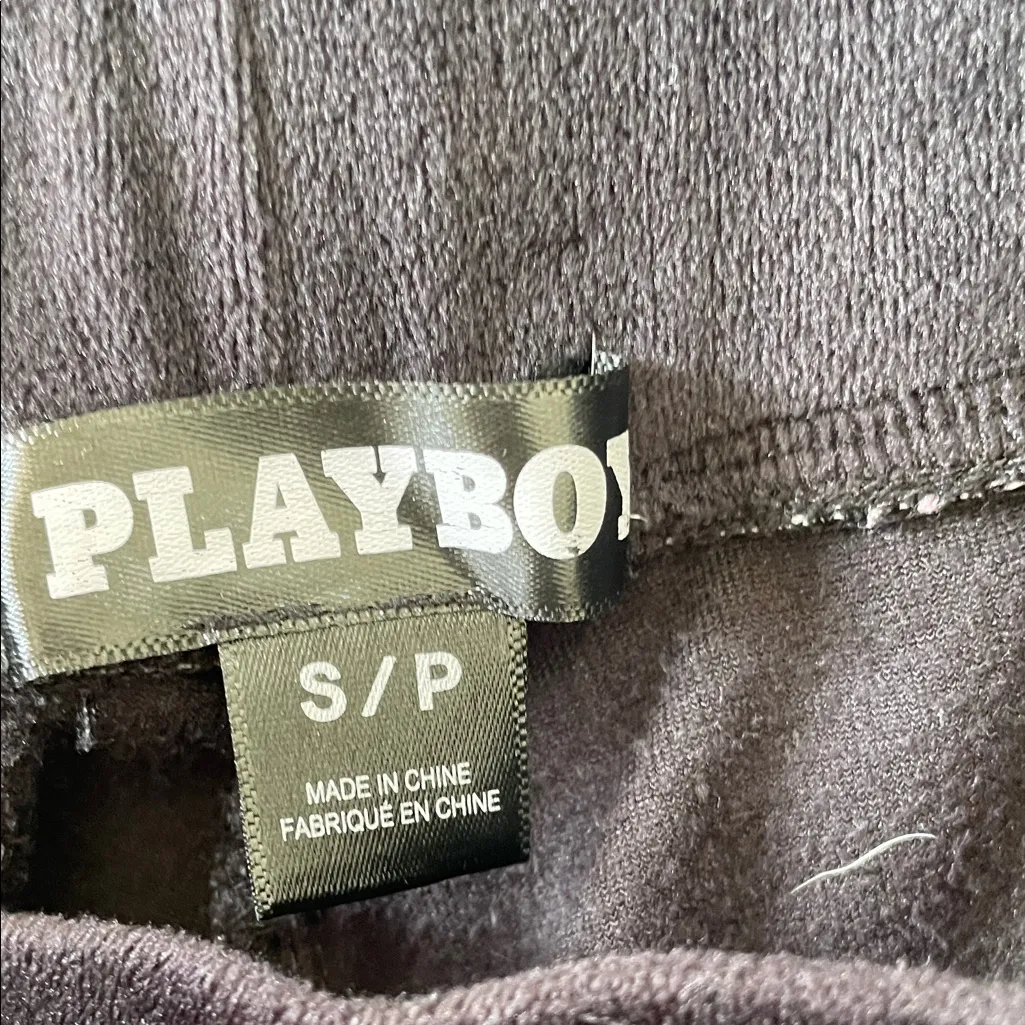 PLAYBOY
S / P
MADE IN CHINE
FABRIQUÉ EN CHINE